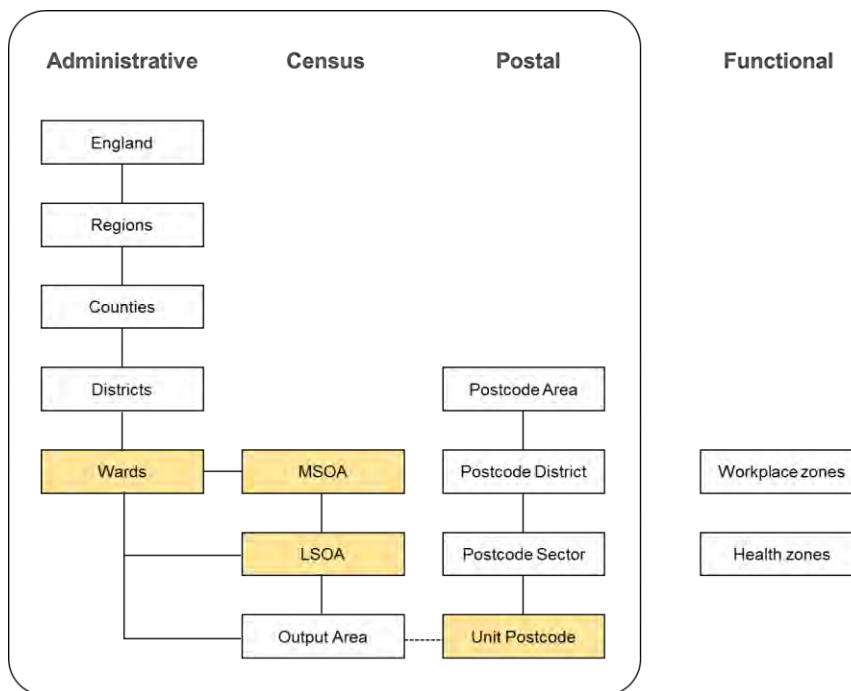 Administrative Census Postal Functional
England
Regions
Counties
Districts Postcode Area
Wards MSOA Postcode District Workplace zones
LSOA Postcode Sector Health zones
Output Area Unit Postcode